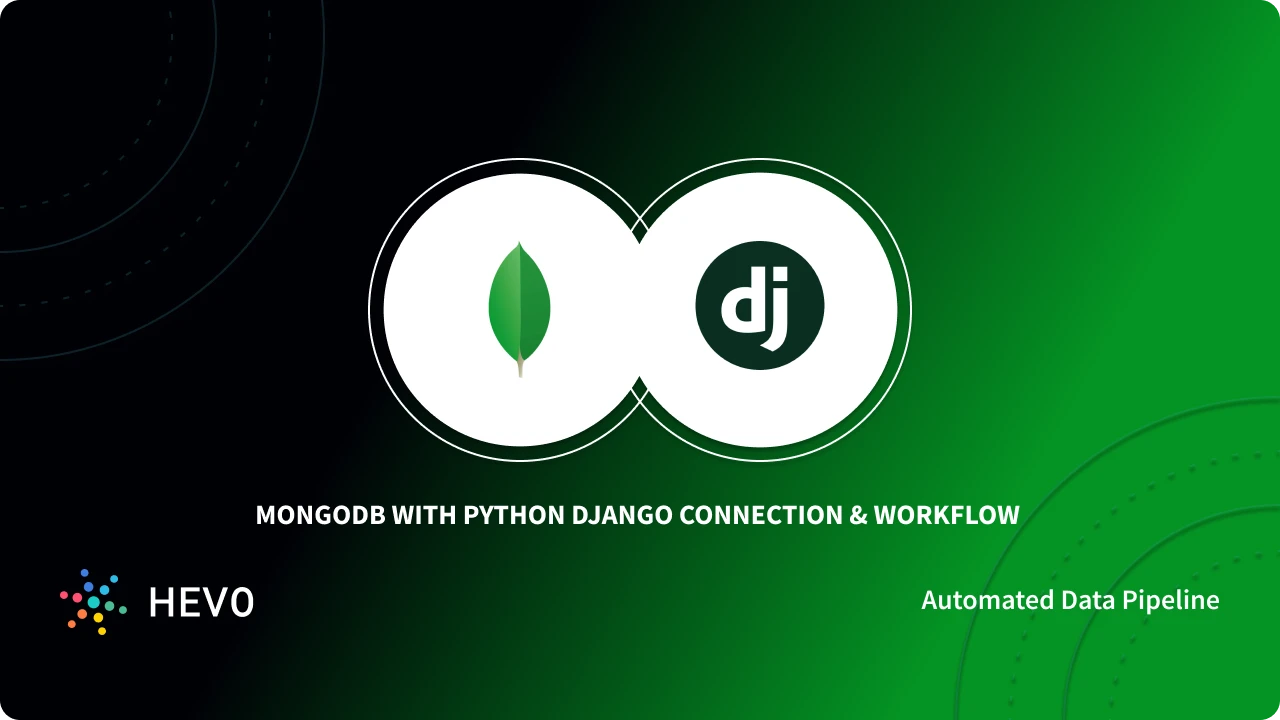 dj
MONGODB WITH PYTHON DJANGO CONNECTION & WORKFLOW
HEVO
Automated Data Pipeline